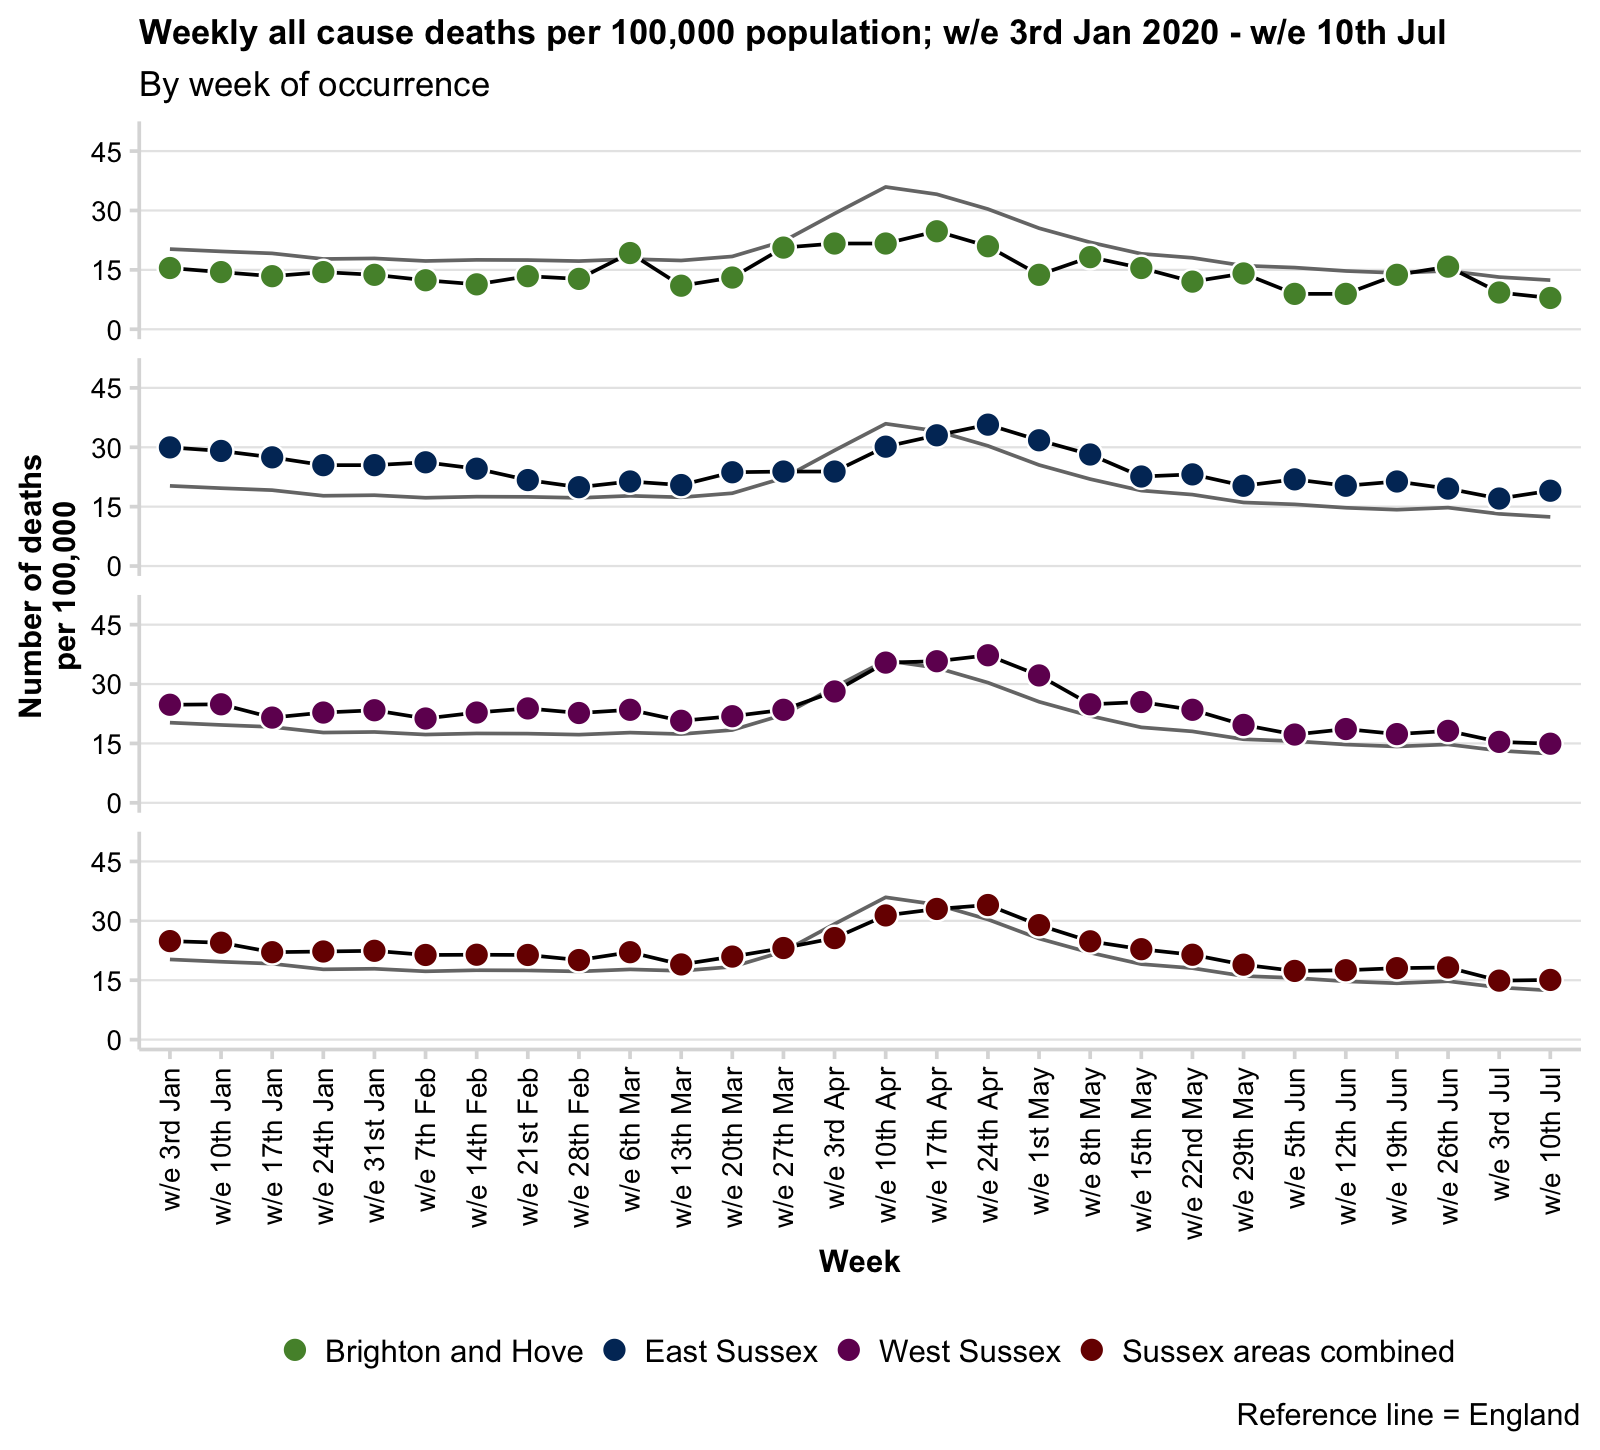 Weekly all cause deaths per 100,000 population; w/e 3rd Jan 2020 - w/e 10th Jul
By week of occurrence
Number of deaths
per 100,000
45
30
15
0
45
30
15
0
45
30
15
0
45
30
15
0
w/e 3rd Jan
w/e 10th Jan
w/e 17th Jan
w/e 24th Jan
w/e 31st Jan
w/e 7th Feb
w/e 14th Feb
w/e 21st Feb
w/e 28th Feb
w/e 6th Mar
w/e 13th Mar
w/e 20th Mar
w/e 27th Mar
w/e 3rd Apr
w/e 10th Apr
w/e 17th Apr
w/e 24th Apr
w/e 1st May
w/e 8th May
w/e 15th May
w/e 22nd May
w/e 29th May
w/e 5th Jun
w/e 12th Jun
w/e 19th Jun
w/e 26th Jun
w/e 3rd Jul
w/e 10th Jul
Week
Brighton and Hove
East Sussex
West Sussex
Sussex areas combined
Reference line = England